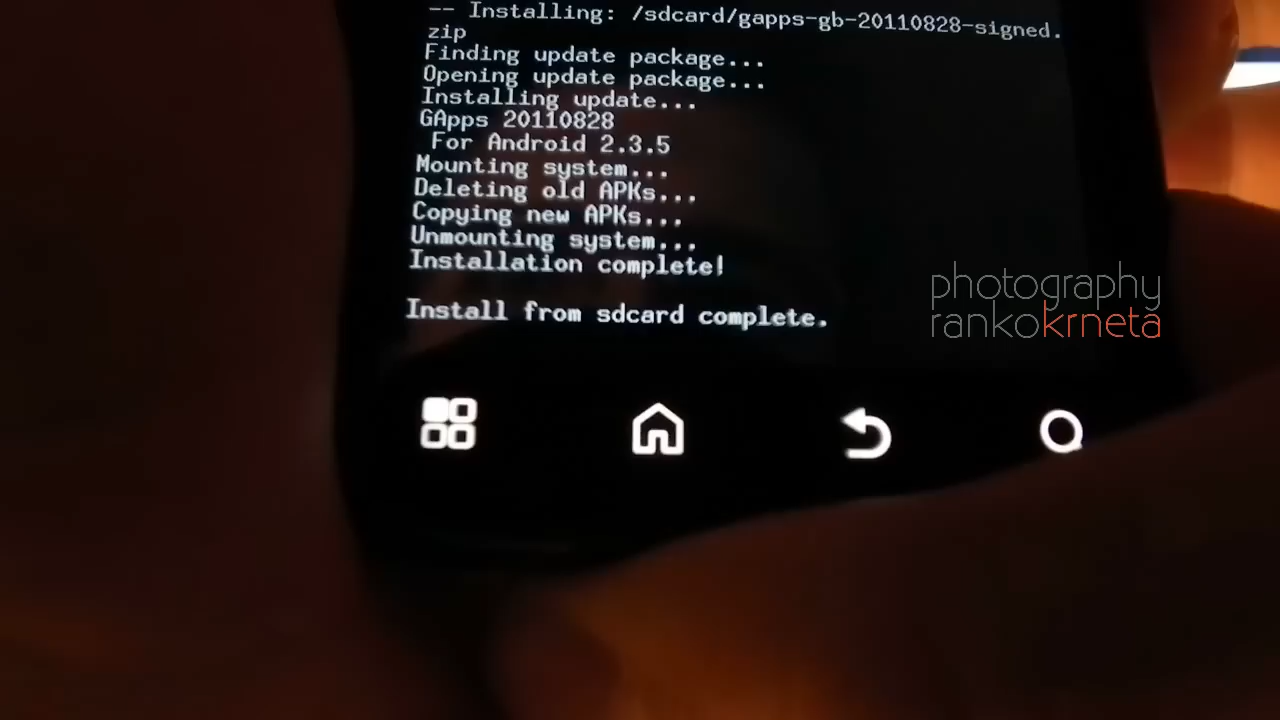 -- Installing: /sdcard/gapps-gb-20110828-signed.
zip
Finding update package...
Opening update package...
Installing update...
GApps 20110828
For Android 2.3.5
Mounting system...
Deleting old APKs...
Copying new APKs...
Unmounting system...
Installation complete!
Install from sdcard complete.
photography
rankokrneta